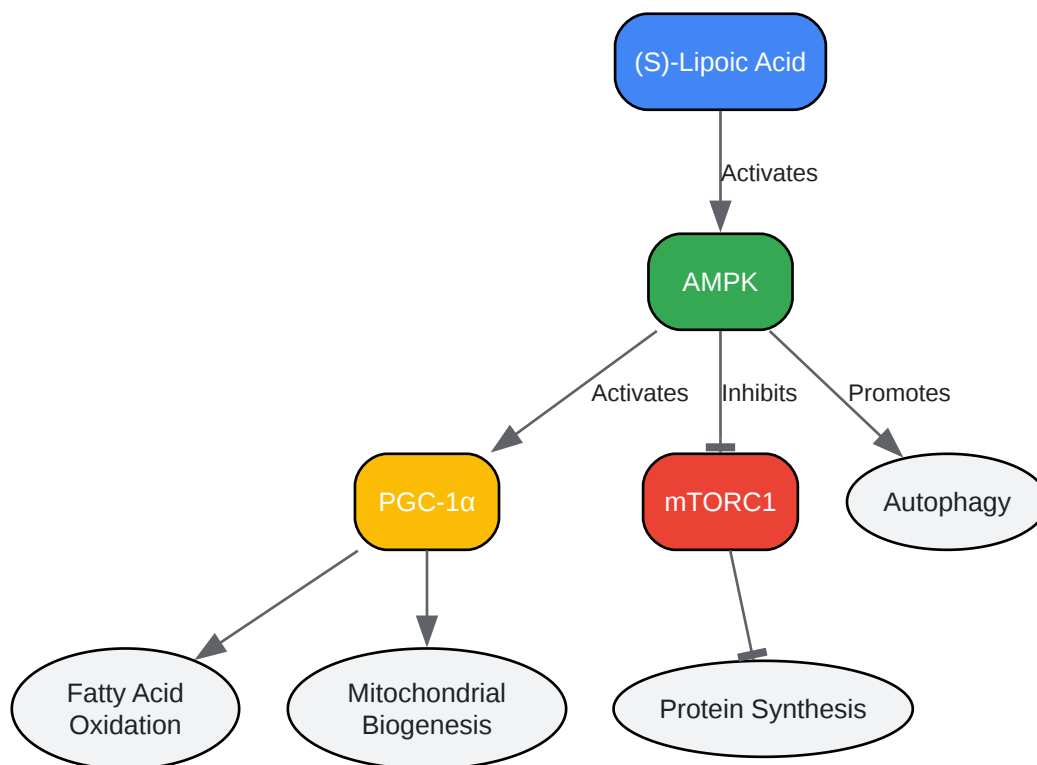 (S)-Lipoic Acid
Activates
AMPK
Activates
Inhibits
Promotes
PGC-1α
mTORC1
Autophagy
Fatty Acid
Oxidation
Mitochondrial
Biogenesis
Protein Synthesis